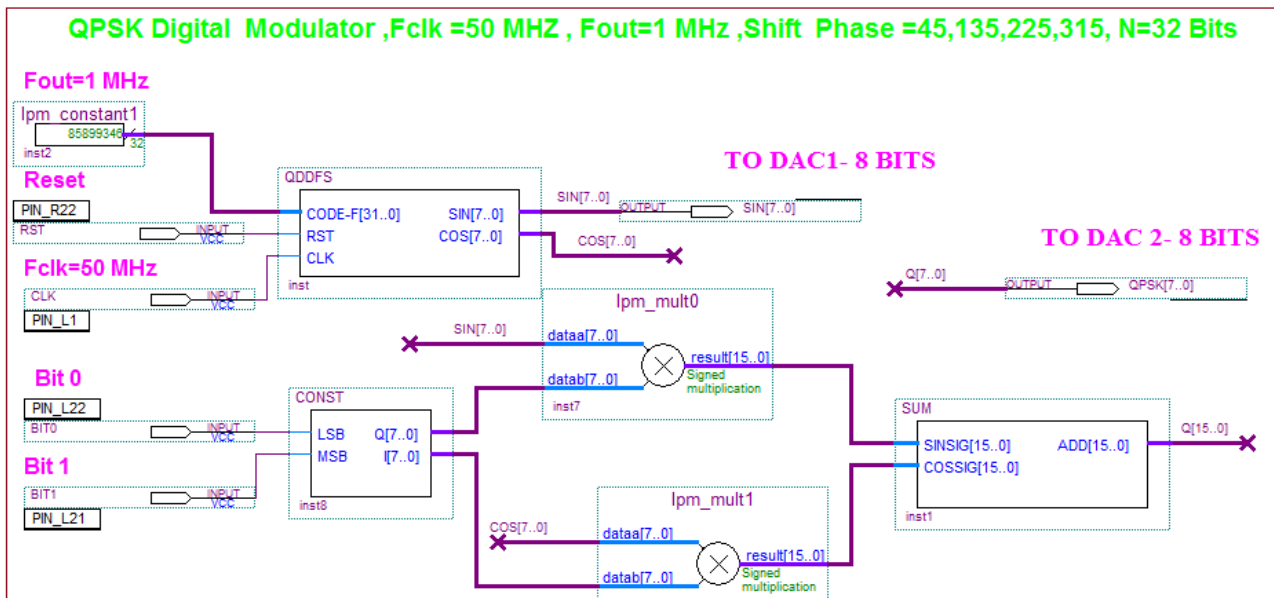 QPSK Digital Modulator ,Fclk =50 MHZ , Fout=1 MHz ,Shift Phase =45,135,225,315, N=32 Bits
Fout=1 MHz
lpm_constant1
85899346
32
inst2
Reset
PIN_R22
RST
INPUT
VCC
Fclk=50 MHz
CLK
INPUT
VCC
PIN_L1
QDDFS
CODE-F[31..0]
RST
CLK
SIN[7..0]
COS[7..0]
inst
SIN[7..0]
COS[7..0]
TO DAC1- 8 BITS
OUTPUT
SIN[7..0]
TO DAC 2- 8 BITS
Q[7..0]
OUTPUT
QPSK[7..0]
lpm_mult0
SIN[7..0]
dataa[7..0]
datab[7..0]
result[15..0]
Signed
multiplication
inst7
Bit 0
PIN_L22
BIT0
INPUT
VCC
Bit 1
BIT1
INPUT
VCC
PIN_L21
CONST
LSB
MSB
Q[7..0]
I[7..0]
inst8
lpm_mult1
COS[7..0]
dataa[7..0]
datab[7..0]
result[15..0]
Signed
multiplication
SUM
SINSIG[15..0]
COSSIG[15..0]
ADD[15..0]
inst1
Q[15..0]